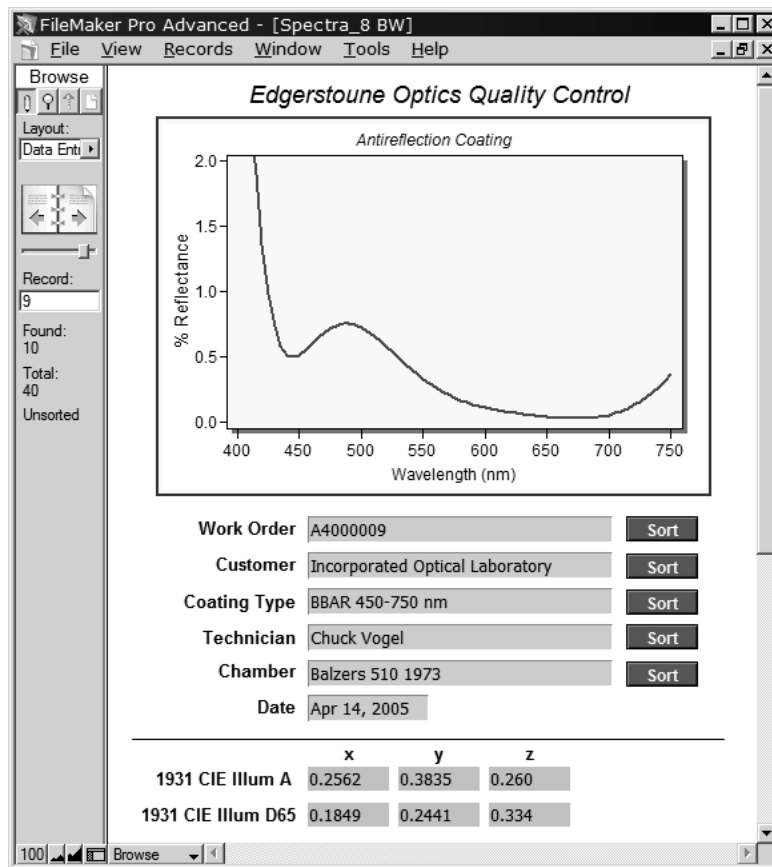 FileMaker Pro Advanced - [Spectra_8 BW]
File View Records Window Tools Help
Browse
Layout:
Data Entı
Record:
9
Found:
10
Total:
40
Unsorted
Edgerstoune Optics Quality Control
Antireflection Coating
% Reflectance
2.0
1.5
1.0
0.5
0.0
400 450 500 550 600 650 700 750
Wavelength (nm)
Work Order A4000009 Sort
Customer Incorporated Optical Laboratory Sort
Coating Type BBAR 450-750 nm Sort
Technician Chuck Vogel Sort
Chamber Balzers 510 1973 Sort
Date Apr 14, 2005
x y z
1931 CIE Illum A 0.2562 0.3835 0.260
1931 CIE Illum D65 0.1849 0.2441 0.334
100 Browse